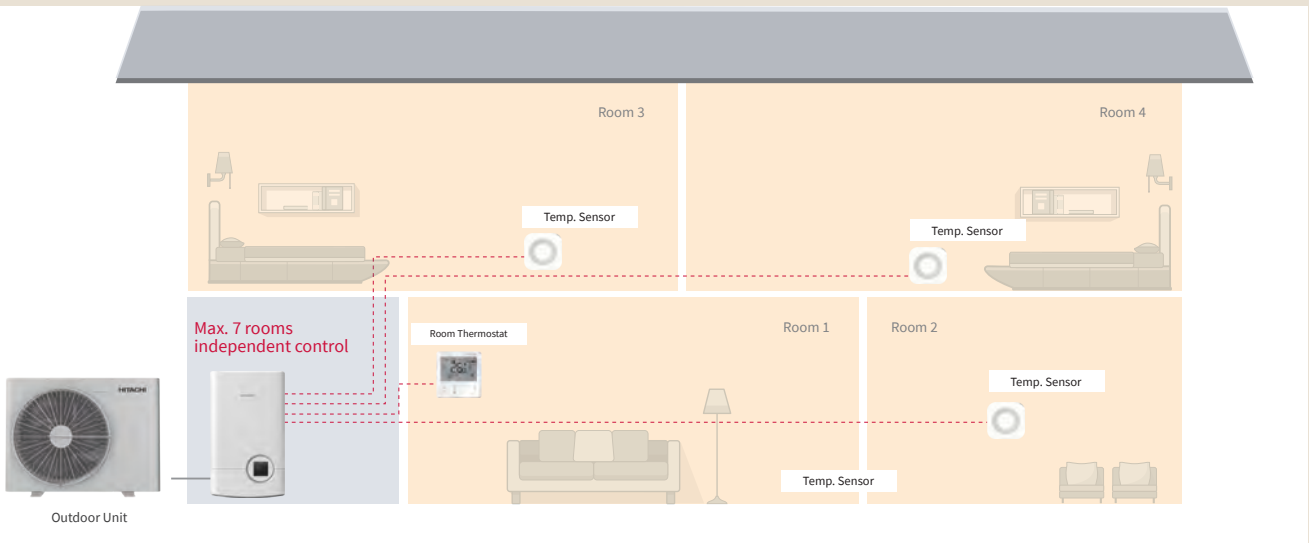 Room 3
Room 4
Temp. Sensor
Temp. Sensor
Max. 7 rooms
independent control
Room Thermostat
Room 1
Room 2
HITACHI
Temp. Sensor
Temp. Sensor
Outdoor Unit